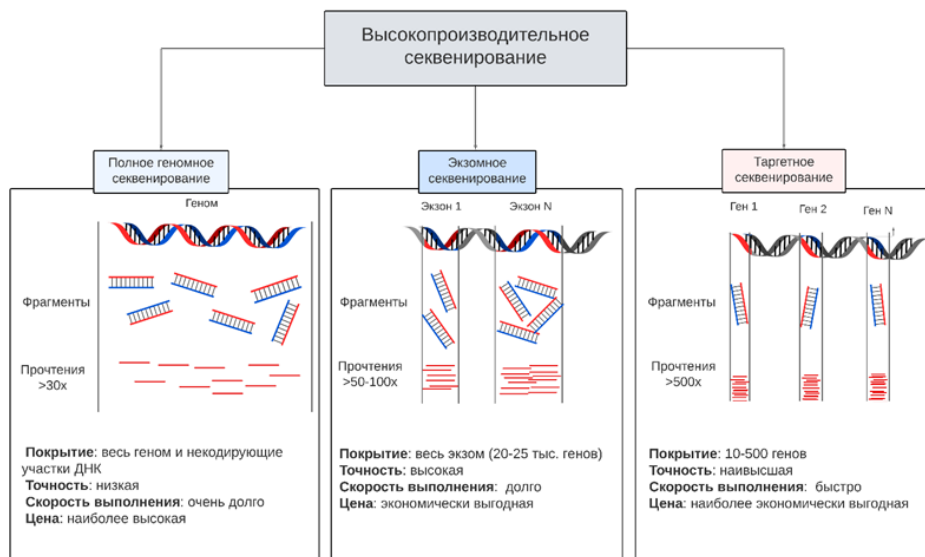 Высокопроизводительное
секвенирование
Полное геномное
секвенирование
Геном
Фрагменты
Прочтения
>30x
Покрытие: весь геном и некодирующие
участки ДНК
Точность: низкая
Скорость выполнения: очень долго
Цена: наиболее высокая
Экзомное
секвенирование
Экзон 1 Экзон N
Фрагменты
Прочтения
>50-100x
Покрытие: весь экзом (20-25 тыс. генов)
Точность: высокая
Скорость выполнения: долго
Цена: экономически выгодная
Таргетное
секвенирование
Ген 1 Ген 2 Ген N
Фрагменты
Прочтения
>500x
Покрытие: 10-500 генов
Точность: наивысшая
Скорость выполнения: быстро
Цена: наиболее экономически выгодная